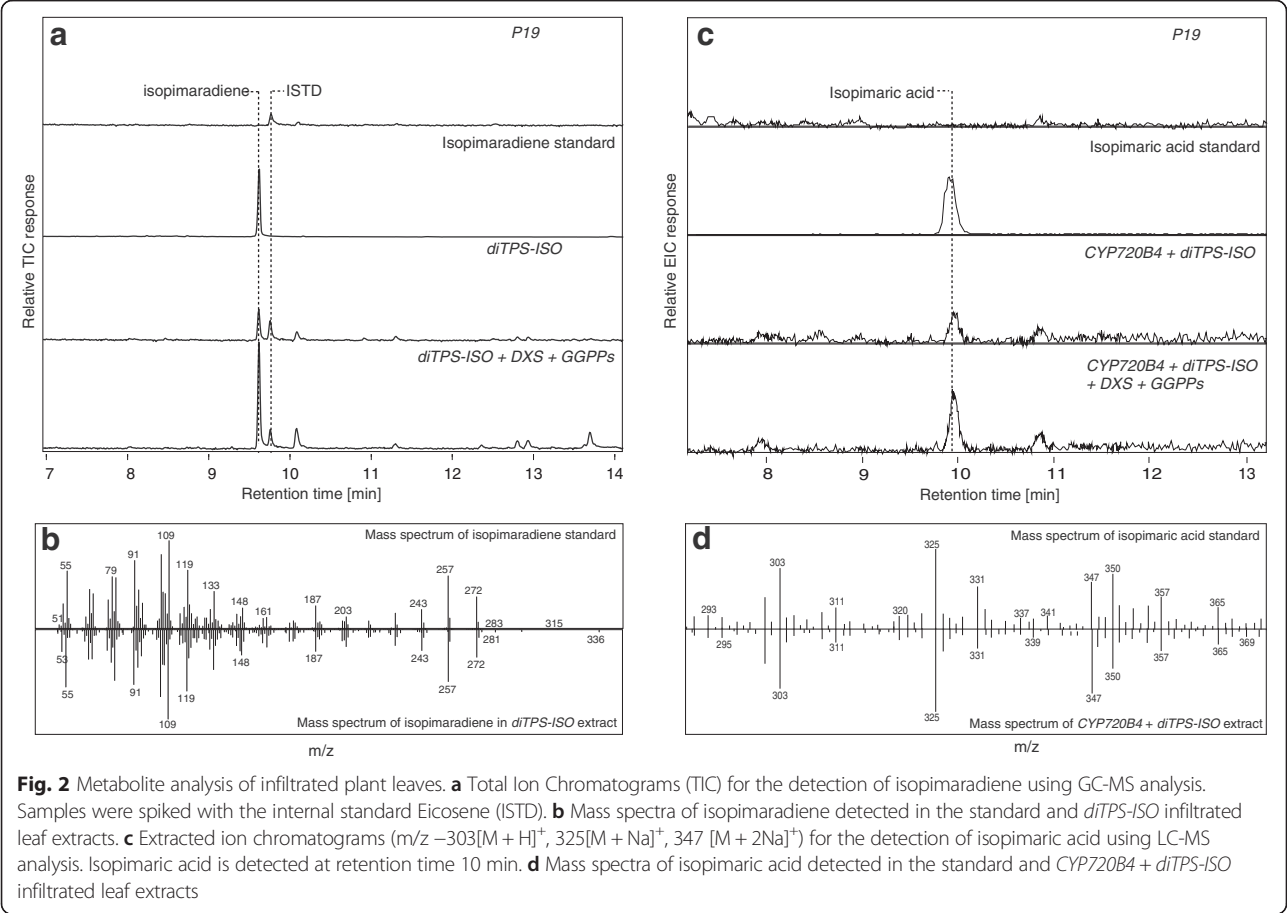 a
P19
isopimaradiene
ISTD
Isopimaradiene standard
diTPS-ISO
diTPS-ISO + DXS + GGPPs
Relative TIC response
7 8 9 10 11 12 13 14
Retention time [min]
c
P19
Isopimaric acid
Isopimaric acid standard
CYP720B4 + diTPS-ISO
CYP720B4 + diTPS-ISO
+ DXS + GGPPs
Relative EIC response
8 9 10 11 12 13
Retention time [min]
b
Mass spectrum of isopimaradiene standard
51 55 79 91 109 119 133 148 161 187 203 243 257 272 283 315
53 55 91 109 119 148 187 243 257 272 281 336
Mass spectrum of isopimaradiene in diTPS-ISO extract
m/z
d
Mass spectrum of isopimaric acid standard
293 303 311 320 325 331 337 341 347 350 357 365
295 303 311 325 331 339 347 350 357 365 369
Mass spectrum of CYP720B4 + diTPS-ISO extract
m/z
Fig. 2 Metabolite analysis of infiltrated plant leaves. a Total Ion Chromatograms (TIC) for the detection of isopimaradiene using GC-MS analysis.
Samples were spiked with the internal standard Eicosene (ISTD). b Mass spectra of isopimaradiene detected in the standard and diTPS-ISO infiltrated
leaf extracts. c Extracted ion chromatograms (m/z −303[M + H]⁺, 325[M + Na]⁺, 347 [M + 2Na]⁺) for the detection of isopimaric acid using LC-MS
analysis. Isopimaric acid is detected at retention time 10 min. d Mass spectra of isopimaric acid detected in the standard and CYP720B4 + diTPS-ISO
infiltrated leaf extracts